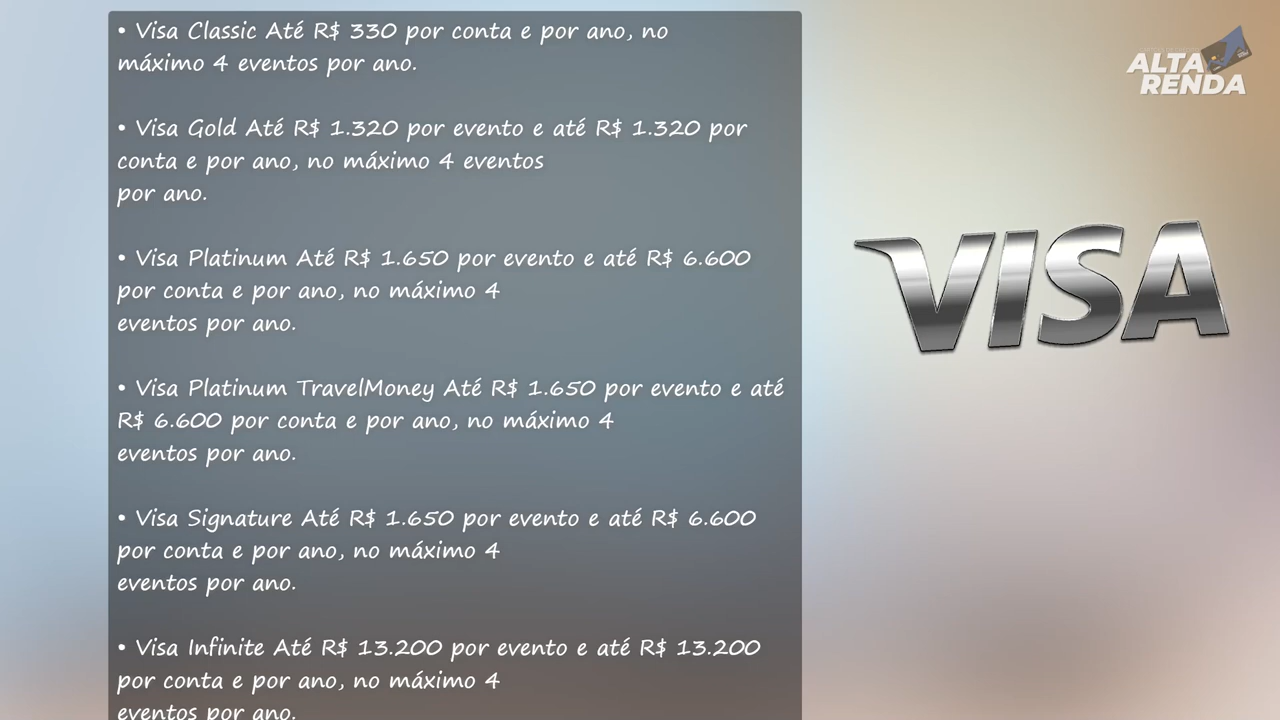 • Visa Classic Até R$ 330 por conta e por ano, no
máximo 4 eventos por ano.
• Visa Gold Até R$ 1.320 por evento e até R$ 1.320 por
conta e por ano, no máximo 4 eventos
por ano.
• Visa Platinum Até R$ 1.650 por evento e até R$ 6.600
por conta e por ano, no máximo 4
eventos por ano.
• Visa Platinum TravelMoney Até R$ 1.650 por evento e até
R$ 6.600 por conta e por ano, no máximo 4
eventos por ano.
• Visa Signature Até R$ 1.650 por evento e até R$ 6.600
por conta e por ano, no máximo 4
eventos por ano.
• Visa Infinite Até R$ 13.200 por evento e até R$ 13.200
por conta e por ano, no máximo 4
eventos por ano.
ALTA
RENDA
VISA